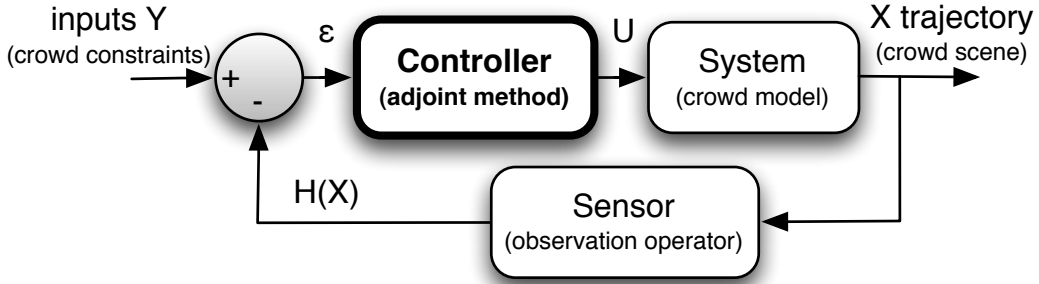 inputs Y
(crowd constraints)
+
-
ε
Controller
(adjoint method)
U
System
(crowd model)
X trajectory
(crowd scene)
H(X)
Sensor
(observation operator)